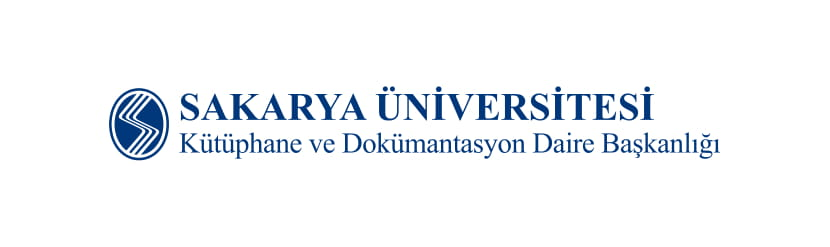 SAKARYA ÜNİVERSİTESİ
Kütüphane ve Dokümantasyon Daire Başkanlığı